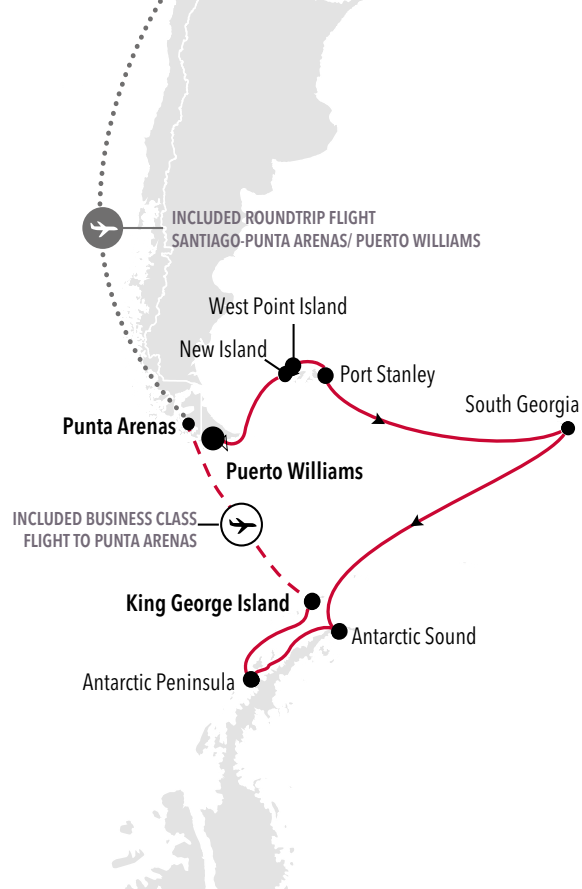 INCLUDED ROUNDTRIP FLIGHT
SANTIAGO-PUNTA ARENAS/ PUERTO WILLIAMS
West Point Island
New Island
Port Stanley
South Georgia
Punta Arenas
Puerto Williams
INCLUDED BUSINESS CLASS
FLIGHT TO PUNTA ARENAS
King George Island
Antarctic Sound
Antarctic Peninsula